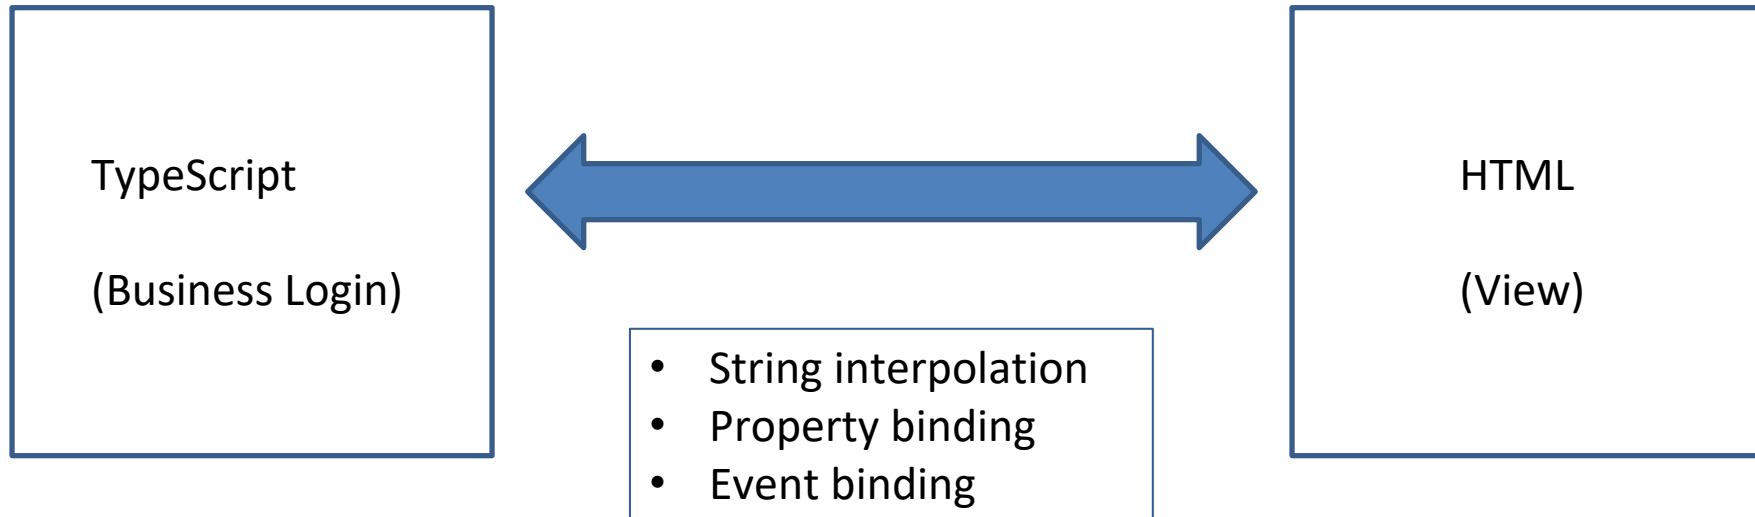 TypeScript
(Business Login)
HTML
(View)
• String interpolation
• Property binding
• Event binding